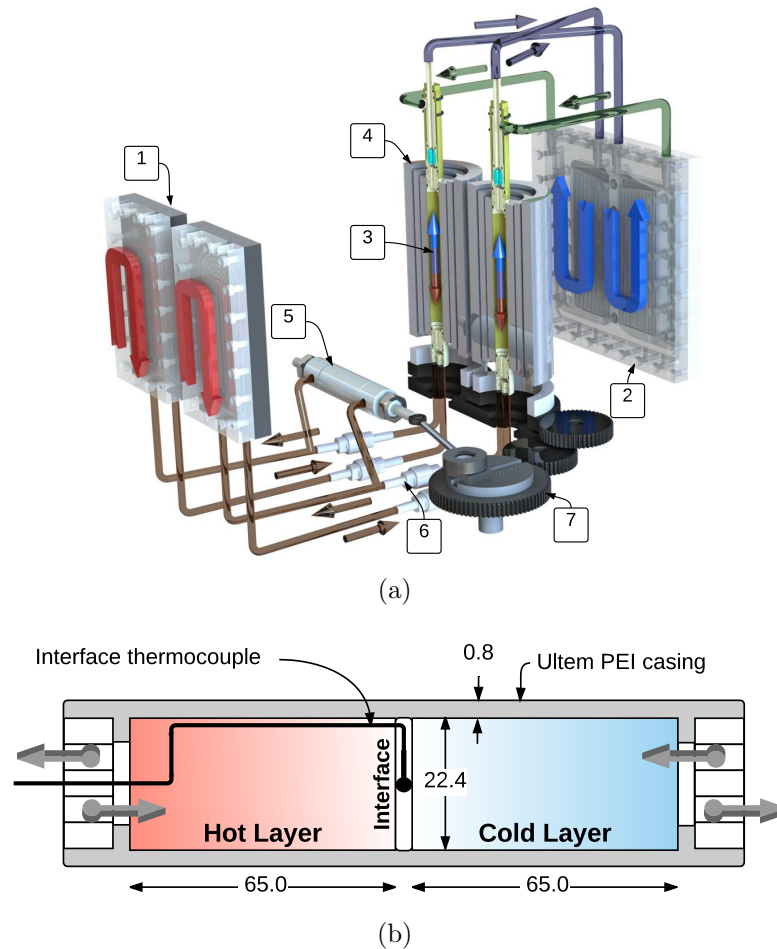 1
4
3
5
2
6
7
(a)
Interface thermocouple
0.8
Ultem PEI casing
Interface
22.4
Hot Layer
Cold Layer
65.0
65.0
(b)